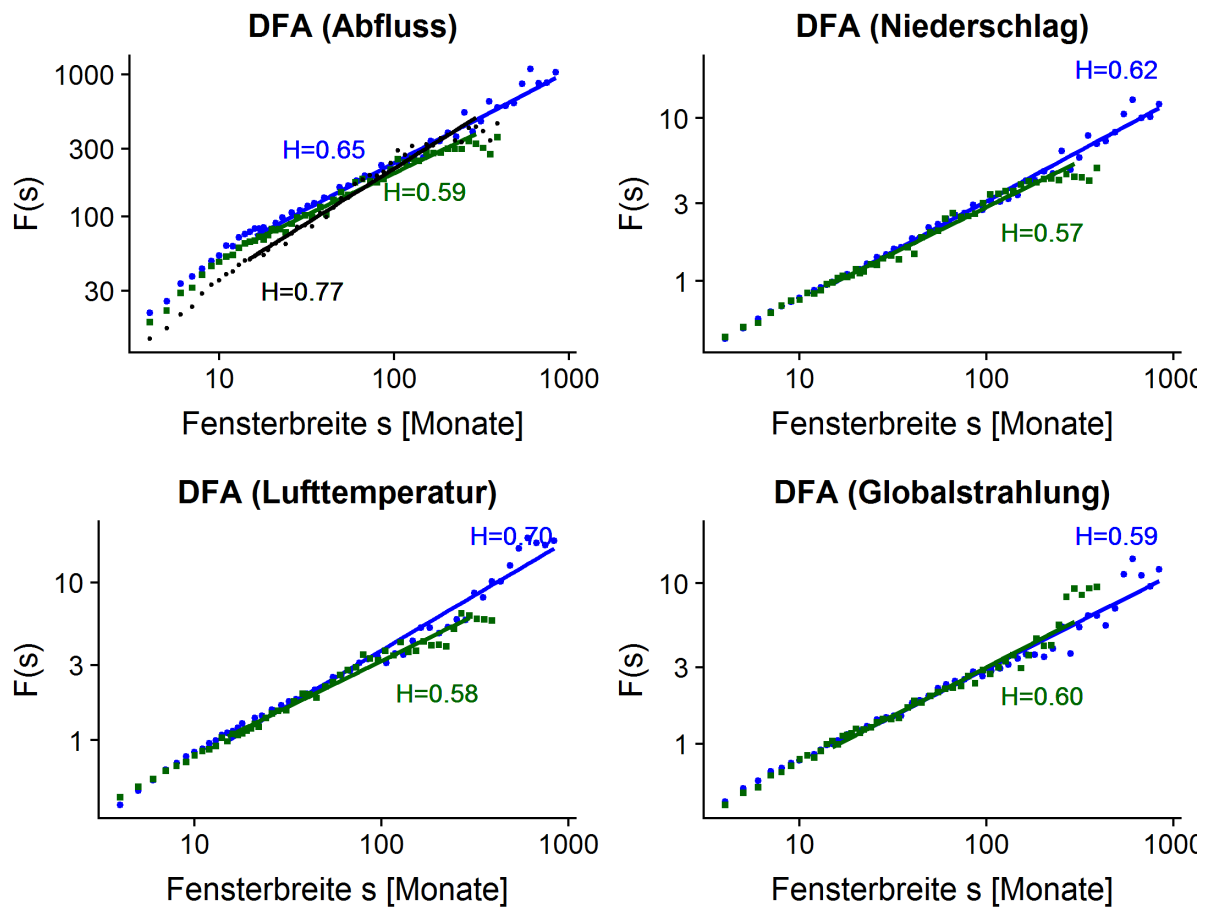 DFA (Abfluss)
F(s)
1000
300
100
30
H=0.65
H=0.59
H=0.77
10
100
1000
Fensterbreite s [Monate]
DFA (Niederschlag)
F(s)
10
3
1
H=0.62
H=0.57
10
100
1000
Fensterbreite s [Monate]
DFA (Lufttemperatur)
F(s)
10
3
1
H=0.70
H=0.58
10
100
1000
Fensterbreite s [Monate]
DFA (Globalstrahlung)
F(s)
10
3
1
H=0.59
H=0.60
10
100
1000
Fensterbreite s [Monate]